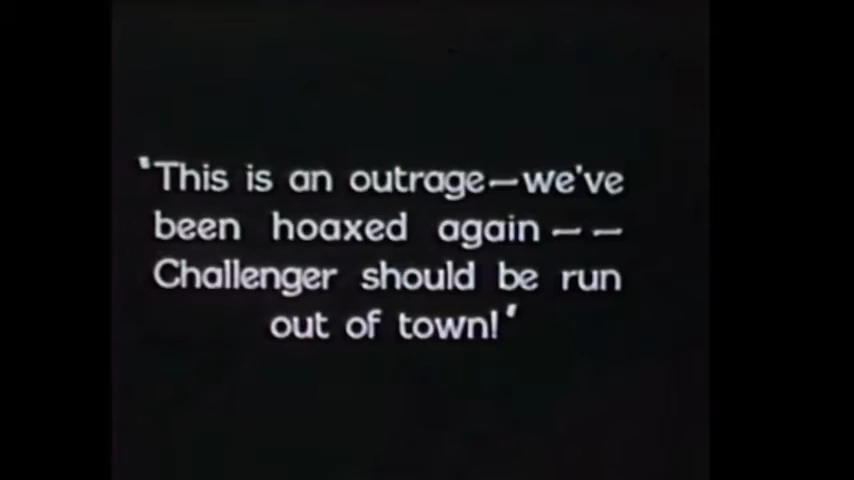 "This is an outrage—we've
been hoaxed again — —
Challenger should be run
out of town!"